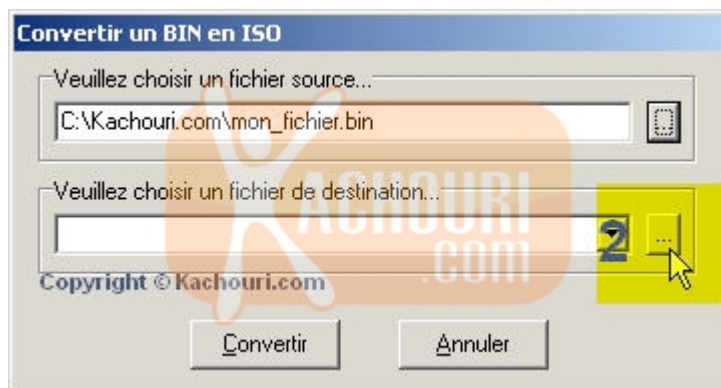 Convertir un BIN en ISO
Veuillez choisir un fichier source...
C:\Kachouri.com\mon_fichier.bin
...
Veuillez choisir un fichier de destination...
2
...
KACHOURI
.com
Copyright © Kachouri.com
Convertir
Annuler